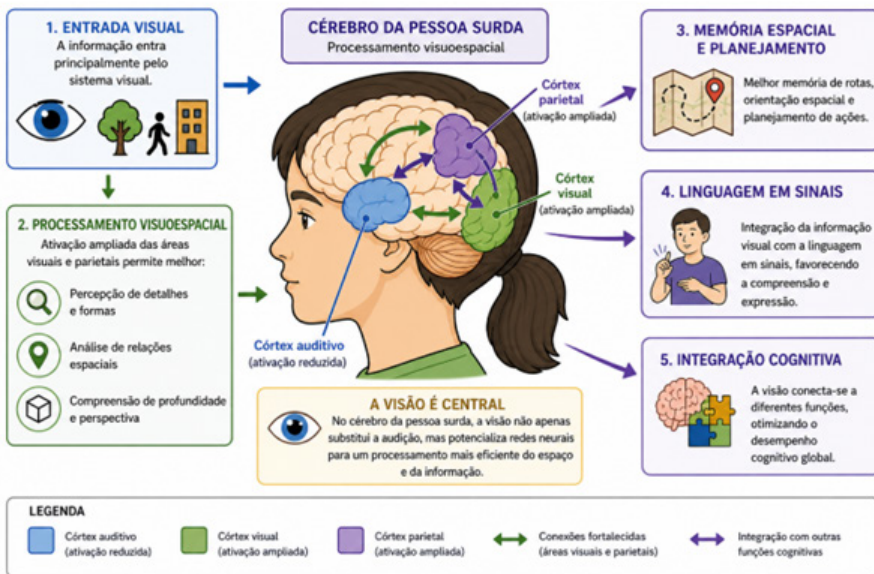 1. ENTRADA VISUAL
A informação entra
principalmente pelo
sistema visual.
2. PROCESSAMENTO VISUOESPACIAL
Ativação ampliada das áreas
visuais e parietais permite melhor:
Percepção de detalhes
e formas
Análise de relações
espaciais
Compreensão de profundidade
e perspectiva
CÉREBRO DA PESSOA SURDA
Processamento visuoespacial
Córtex
parietal
(ativação ampliada)
Córtex
visual
(ativação ampliada)
Córtex auditivo
(ativação reduzida)
A VISÃO É CENTRAL
No cérebro da pessoa surda, a visão não apenas
substitui a audição, mas potencializa redes neurais
para um processamento mais eficiente do espaço
e da informação.
3. MEMÓRIA ESPACIAL
E PLANEJAMENTO
Melhor memória de rotas,
orientação espacial e
planejamento de ações.
4. LINGUAGEM EM SINAIS
Integração da informação
visual com a linguagem
em sinais, favorecendo
a compreensão e
expressão.
5. INTEGRAÇÃO COGNITIVA
A visão conecta-se a
diferentes funções,
otimizando o
desempenho
cognitivo global.
LEGENDA
Córtex auditivo
(ativação reduzida)
Córtex visual
(ativação ampliada)
Córtex parietal
(ativação ampliada)
Conexões fortalecidas
(áreas visuais e parietais)
Integração com outras
funções cognitivas